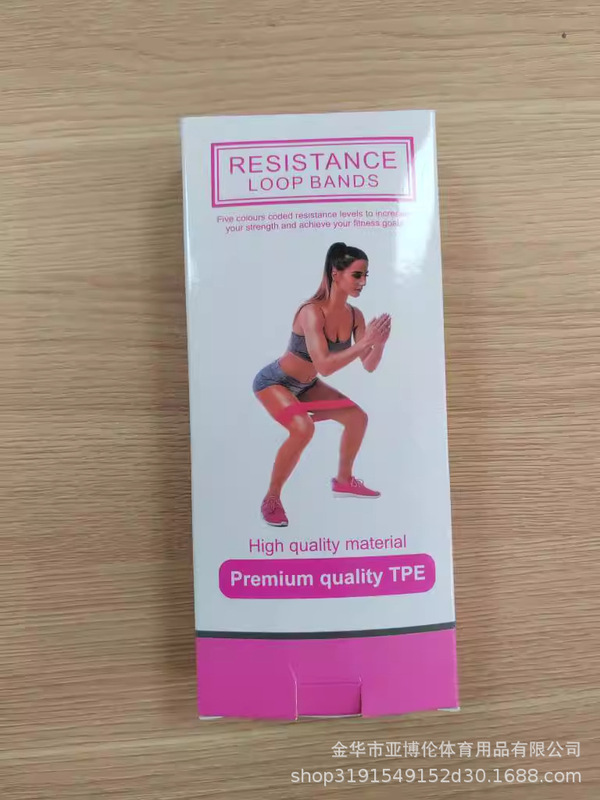 RESISTANCE
LOOP BANDS
Five colours coded resistance levels to increase
your strength and achieve your fitness goals
High quality material
Premium quality TPE
金华市亚博伦体育用品有限公司
shop3191549152d30.1688.com